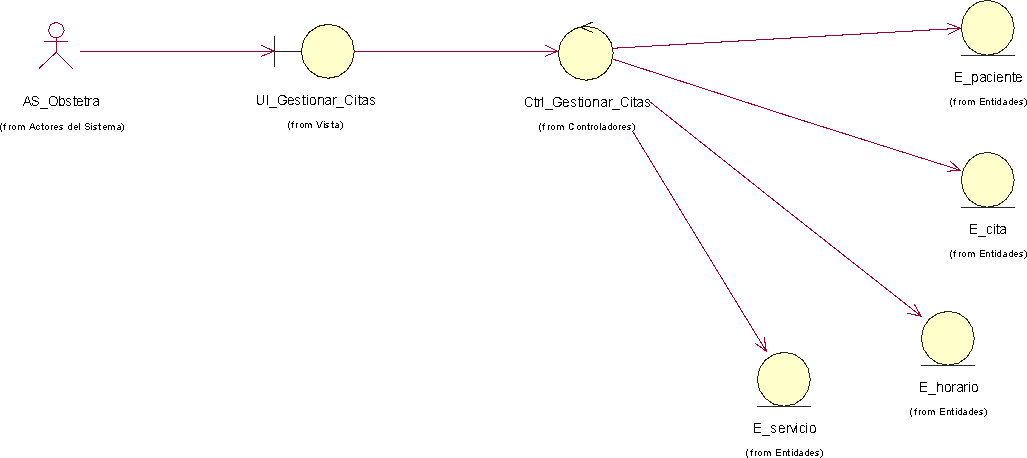 E_paciente
(from Entidades)
AS_Obstetra
(from Actores del Sistema)
UI_Gestionar_Citas
(from Vista)
Ctrl_Gestionar_Citas
(from Controladores)
E_cita
(from Entidades)
E_horario
(from Entidades)
E_servicio
(from Entidades)